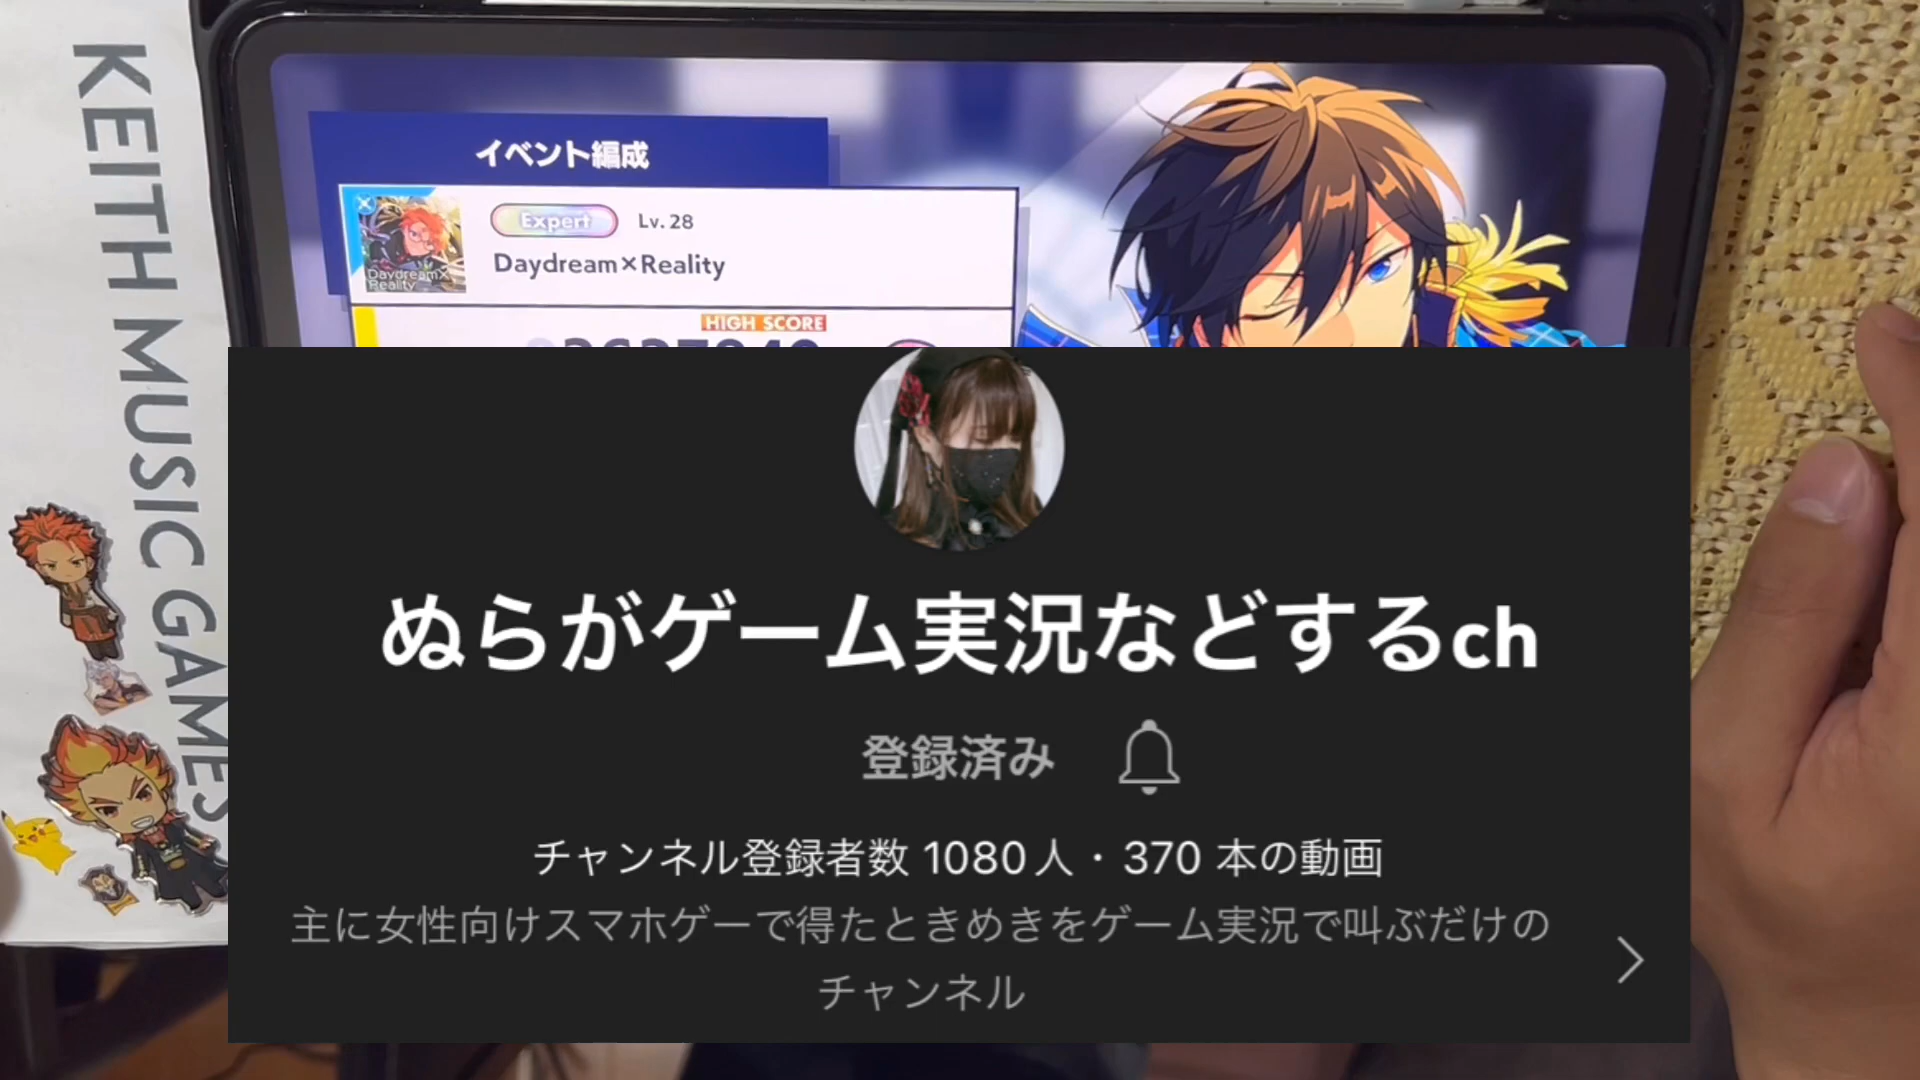 KEITH MUSIC GAMES
イベント編成
Expert Lv.28
Daydream×Reality
Daydream×
Reality
HIGH SCORE
ぬらがゲーム実況などするch
登録済み
チャンネル登録者数 1080人・370 本の動画
主に女性向けスマホゲーで得たときめきをゲーム実況で叫ぶだけの
チャンネル